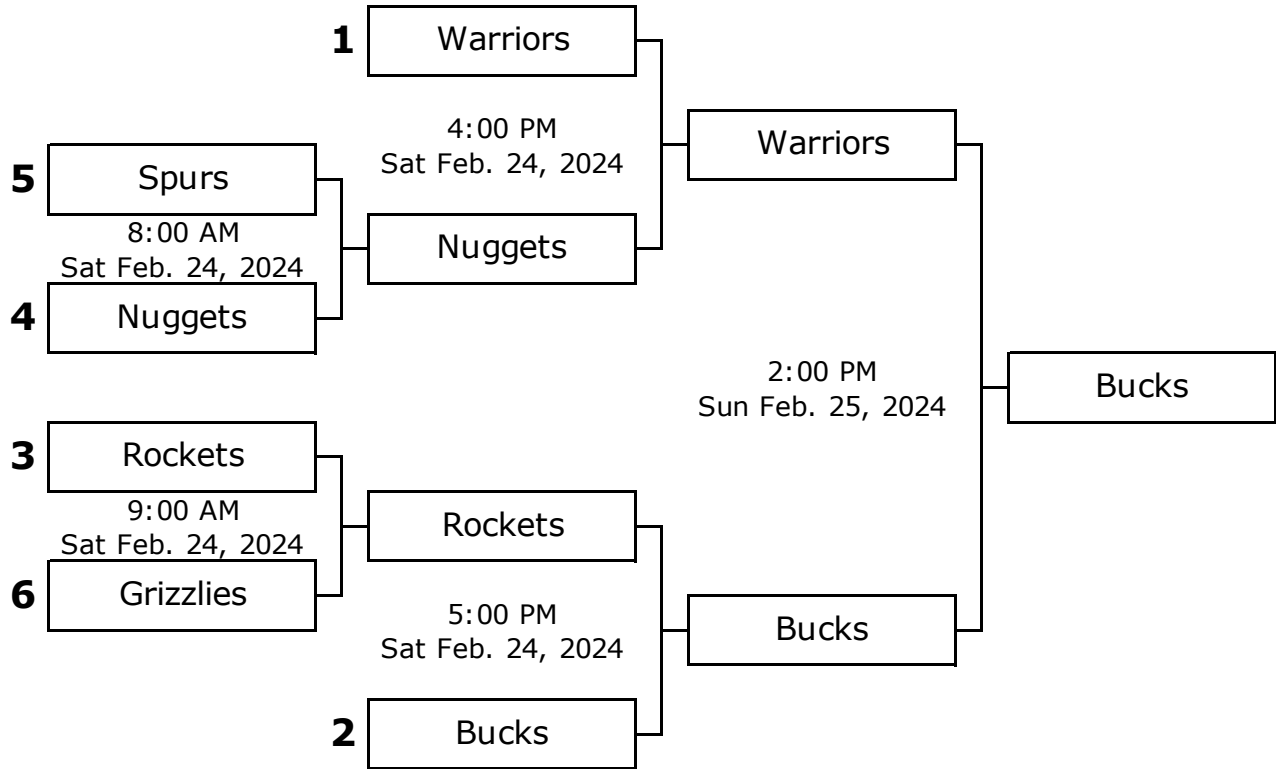 1 Warriors
4:00 PM
Sat Feb. 24, 2024
Warriors
5 Spurs
8:00 AM
Sat Feb. 24, 2024
Nuggets
4 Nuggets
2:00 PM
Sun Feb. 25, 2024
Bucks
3 Rockets
9:00 AM
Sat Feb. 24, 2024
Rockets
6 Grizzlies
5:00 PM
Sat Feb. 24, 2024
Bucks
2 Bucks